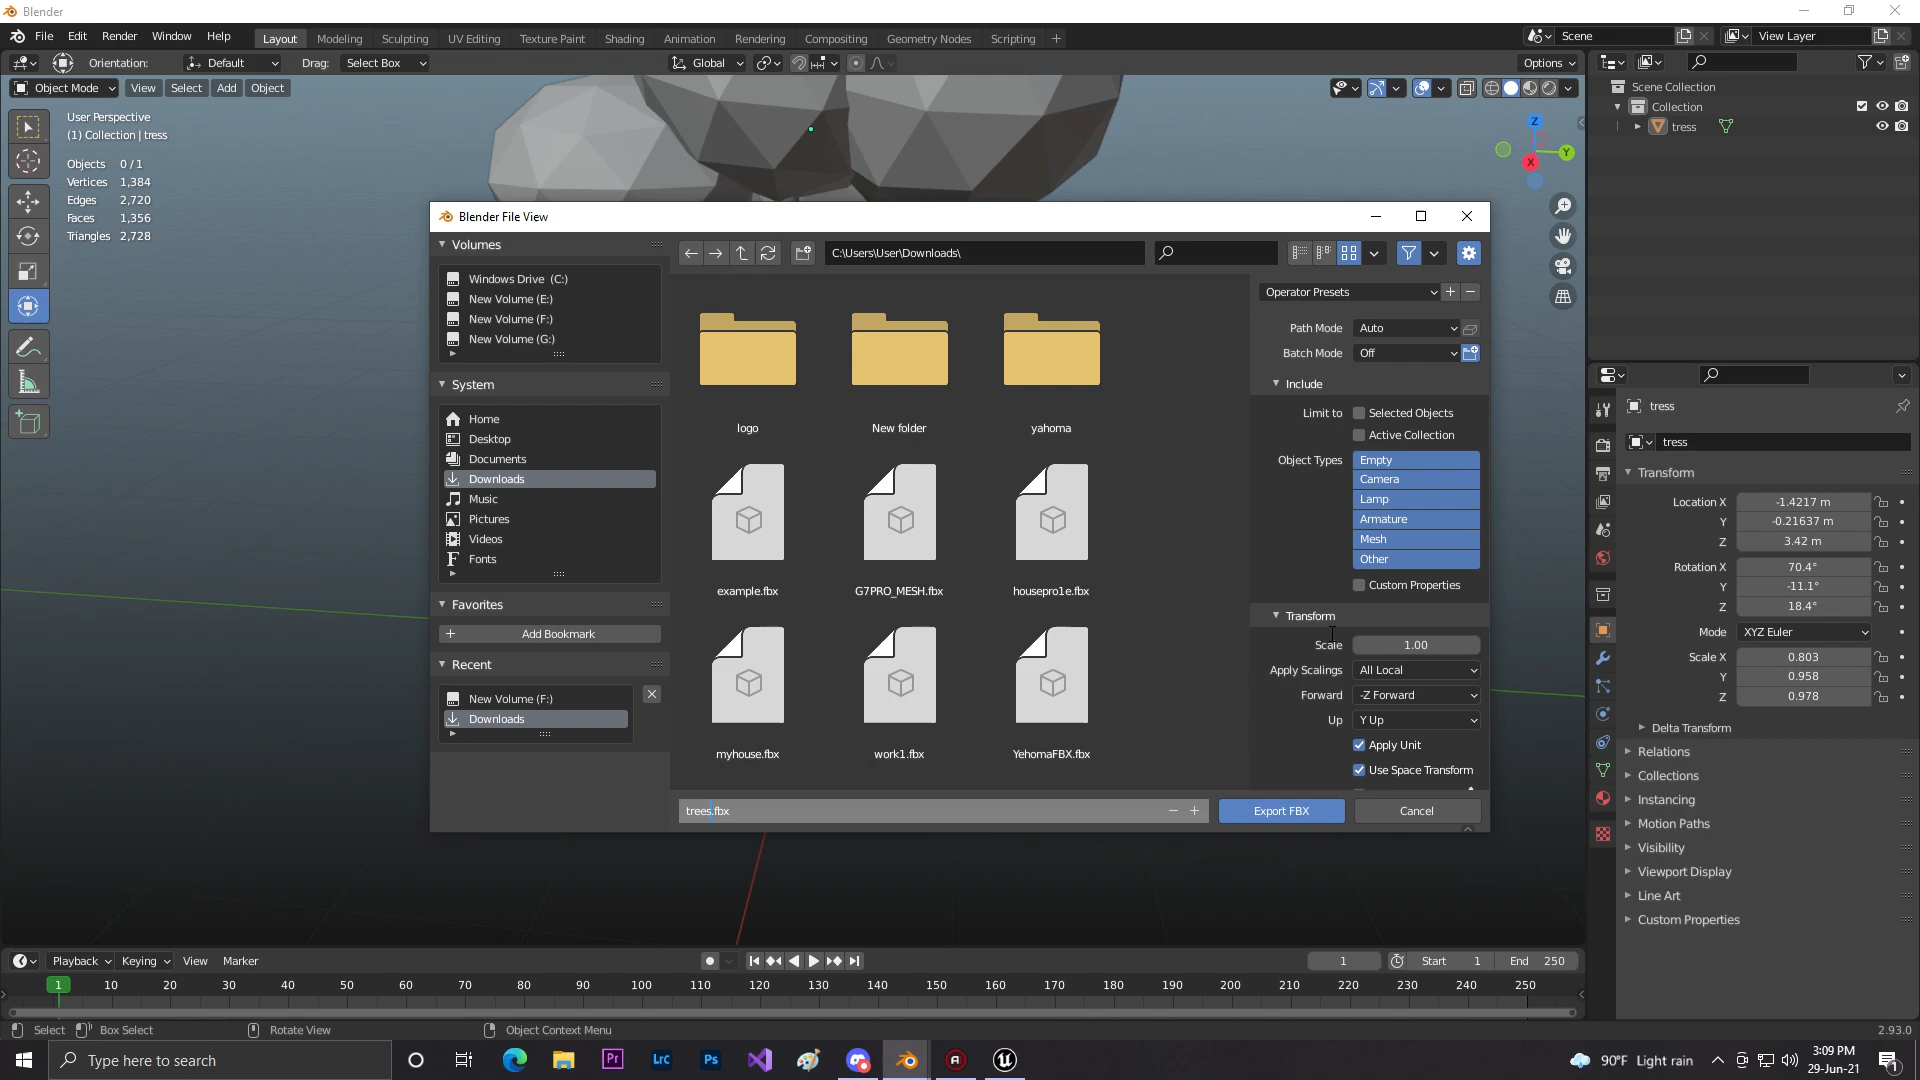 Blender
File Edit Render Window Help Layout Modeling Sculpting UV Editing Texture Paint Shading Animation Rendering Compositing Geometry Nodes Scripting + Scene View Layer
Orientation: Default Drag: Select Box Global Options
Object Mode View Select Add Object
User Perspective
(1) Collection | tress
Objects 0 / 1
Vertices 1,384
Edges 2,720
Faces 1,356
Triangles 2,728
Z
Y
X
Scene Collection
Collection
tress
Blender File View
Volumes
Windows Drive (C:)
New Volume (E:)
New Volume (F:)
New Volume (G:)
System
Home
Desktop
Documents
Downloads
Music
Pictures
Videos
Fonts
Favorites
Add Bookmark
Recent
New Volume (F:)
Downloads
C:\Users\User\Downloads\
logo New folder yahoma
example.fbx G7PRO_MESH.fbx housepro1e.fbx
myhouse.fbx work1.fbx YehomaFBX.fbx
Operator Presets
Path Mode Auto
Batch Mode Off
Include
Limit to Selected Objects
Active Collection
Object Types Empty
Camera
Lamp
Armature
Mesh
Other
Custom Properties
Transform
Scale 1.00
Apply Scalings All Local
Forward -Z Forward
Up Y Up
Apply Unit
Use Space Transform
trees.fbx Export FBX Cancel
tress
tress
Transform
Location X -1.4217 m
Y -0.21637 m
Z 3.42 m
Rotation X 70.4°
Y -11.1°
Z 18.4°
Mode XYZ Euler
Scale X 0.803
Y 0.958
Z 0.978
Delta Transform
Relations
Collections
Instancing
Motion Paths
Visibility
Viewport Display
Line Art
Custom Properties
Playback Keying View Marker 1 Start 1 End 250
1 10 20 30 40 50 60 70 80 90 100 110 120 130 140 150 160 170 180 190 200 210 220 230 240 250
Select Box Select Rotate View Object Context Menu 2.93.0
Type here to search Pr Lrc Ps 90°F Light rain 3:09 PM
29-Jun-21 1